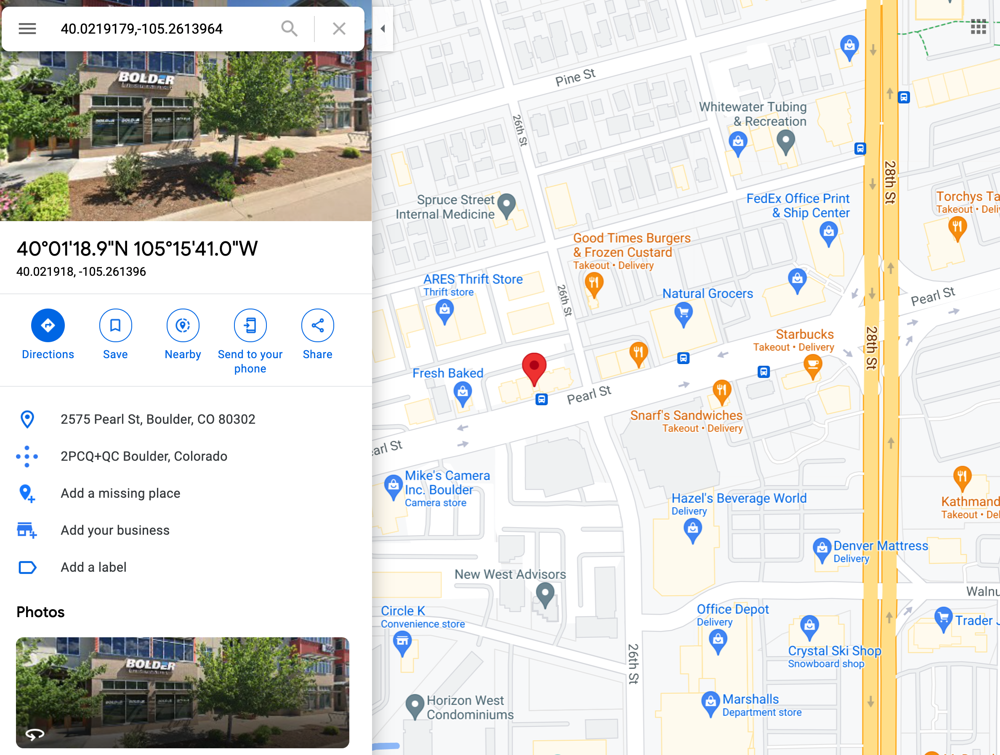 40.0219179,-105.2613964
BOLDER
Insurance
40°01'18.9"N 105°15'41.0"W
40.021918, -105.261396
Directions
Save
Nearby
Send to your
phone
Share
2575 Pearl St, Boulder, CO 80302
2PCQ+QC Boulder, Colorado
Add a missing place
Add your business
Add a label
Photos
BOLDER
Insurance
Pine St
26th St
Whitewater Tubing
& Recreation
28th St
Spruce Street
Internal Medicine
FedEx Office Print
& Ship Center
Torchys Ta
Takeout • Deli
Good Times Burgers
& Frozen Custard
Takeout • Delivery
ARES Thrift Store
Thrift store
26th St
Natural Grocers
Pearl St
Starbucks
Takeout • Delivery
28th St
Fresh Baked
Pearl St
Snarf's Sandwiches
Takeout • Delivery
earl St
Mike's Camera
Inc. Boulder
Camera store
Hazel's Beverage World
Delivery
Kathmand
Takeout • Del
Denver Mattress
Delivery
New West Advisors
Walnu
Circle K
Convenience store
Office Depot
Delivery
Trader J
Crystal Ski Shop
Snowboard shop
26th St
Horizon West
Condominiums
Marshalls
Department store